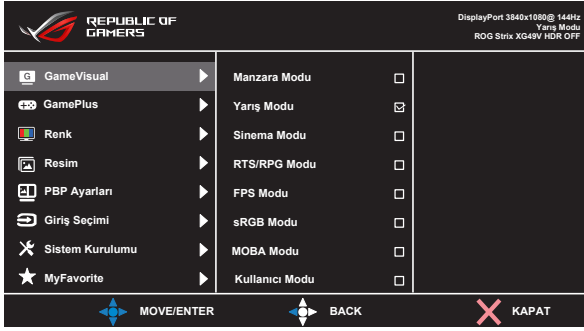 REPUBLIC OF
GAMERS
DisplayPort 3840x1080@ 144Hz
Yarış Modu
ROG Strix XG49V HDR OFF
G GameVisual
GamePlus
Renk
Resim
PBP Ayarları
Giriş Seçimi
Sistem Kurulumu
MyFavorite
Manzara Modu
Yarış Modu
Sinema Modu
RTS/RPG Modu
FPS Modu
sRGB Modu
MOBA Modu
Kullanıcı Modu
MOVE/ENTER
BACK
KAPAT